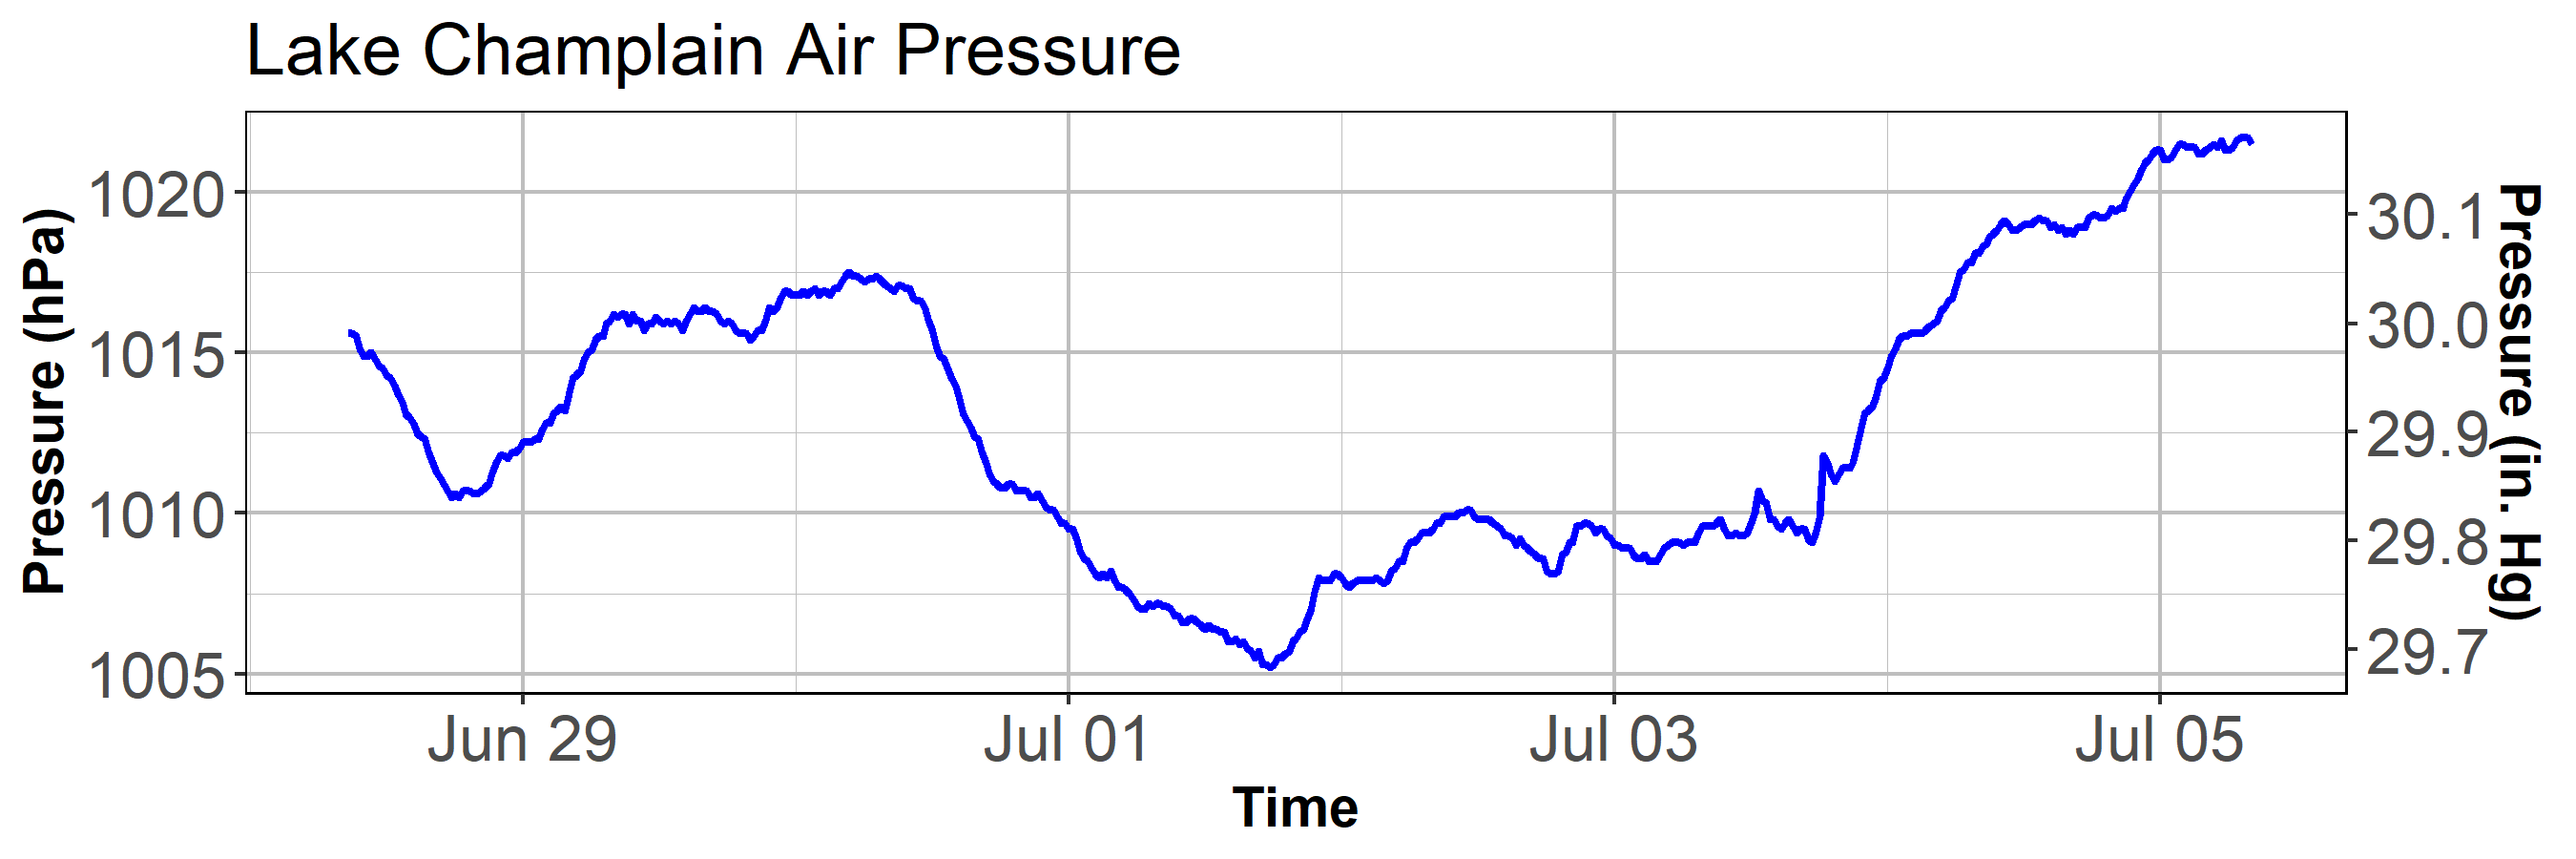 Lake Champlain Air Pressure
Pressure (hPa)
1020
1015
1010
1005
30.1
30.0
29.9
29.8
29.7
Pressure (in. Hg)
Jun 29
Jul 01
Jul 03
Jul 05
Time